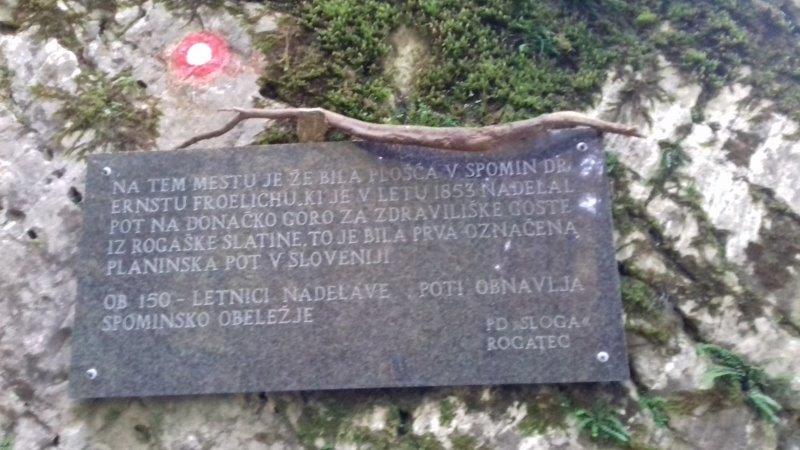 NA TEM MESTU JE ŽE BILA PLOŠČA V SPOMIN DR.
ERNSTU FROELICHU, KI JE V LETU 1853 NADELAL
POT NA DONAČKO GORO ZA ZDRAVILIŠKE GOSTE
IZ ROGAŠKE SLATINE. TO JE BILA PRVA OZNAČENA
PLANINSKA POT V SLOVENIJI
OB 150 - LETNICI NADELAVE POTI OBNAVLJA
SPOMINSKO OBELEŽJE
PD »SLOGA«
ROGATEC